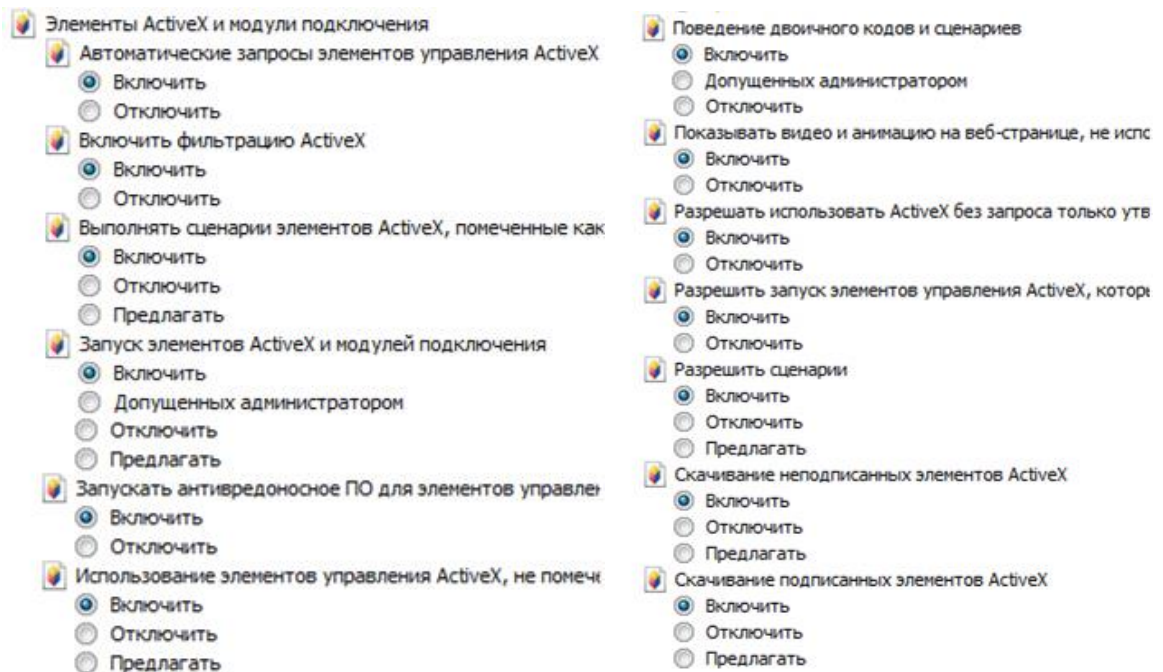 Элементы ActiveX и модули подключения
Автоматические запросы элементов управления ActiveX
Включить
Отключить
Включить фильтрацию ActiveX
Включить
Отключить
Выполнять сценарии элементов ActiveX, помеченные как
Включить
Отключить
Предлагать
Запуск элементов ActiveX и модулей подключения
Включить
Допущенных администратором
Отключить
Предлагать
Запускать антивредоносное ПО для элементов управлен
Включить
Отключить
Использование элементов управления ActiveX, не помече
Включить
Отключить
Предлагать
Поведение двоичного кодов и сценариев
Включить
Допущенных администратором
Отключить
Показывать видео и анимацию на веб-странице, не испо
Включить
Отключить
Разрешать использовать ActiveX без запроса только утв
Включить
Отключить
Разрешить запуск элементов управления ActiveX, которы
Включить
Отключить
Разрешить сценарии
Включить
Отключить
Предлагать
Скачивание неподписанных элементов ActiveX
Включить
Отключить
Предлагать
Скачивание подписанных элементов ActiveX
Включить
Отключить
Предлагать